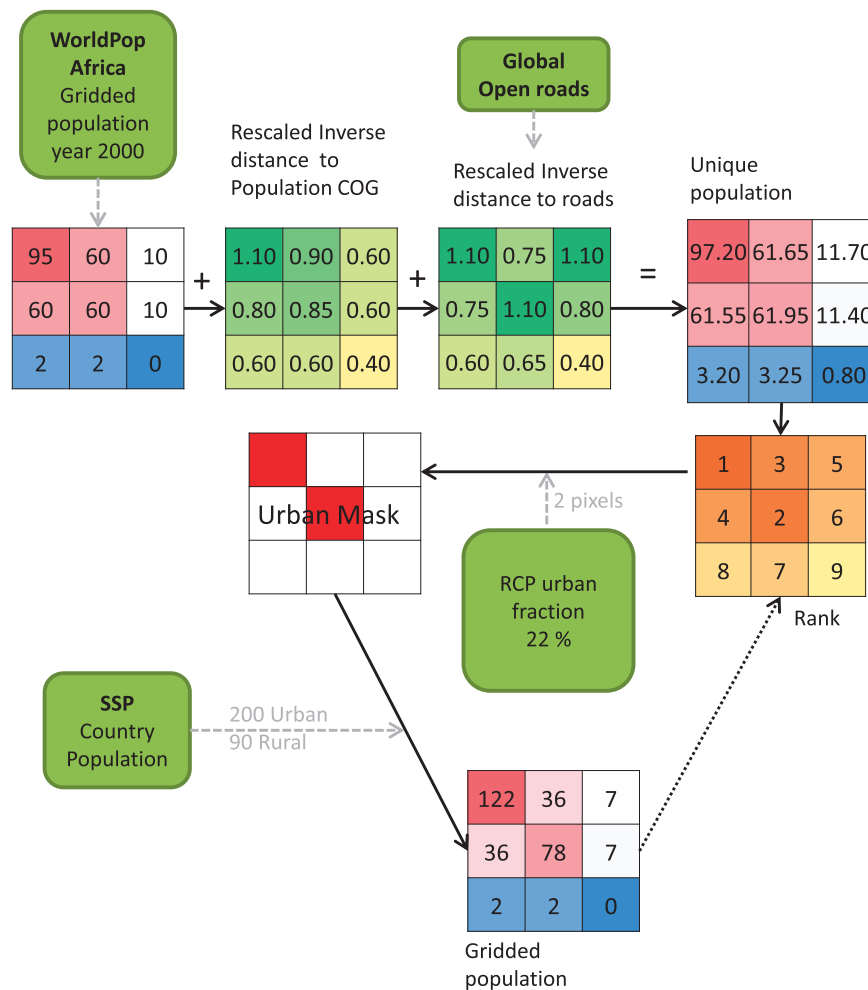 WorldPop
Africa
Gridded
population
year 2000
Global
Open roads
Rescaled Inverse
distance to
Population COG
Rescaled Inverse
distance to roads
Unique
population
95 60 10
60 60 10
2 2 0
+
1.10 0.90 0.60
0.80 0.85 0.60
0.60 0.60 0.40
+
1.10 0.75 1.10
0.75 1.10 0.80
0.60 0.65 0.40
=
97.20 61.65 11.70
61.55 61.95 11.40
3.20 3.25 0.80
1 3 5
4 2 6
8 7 9
Rank
Urban Mask
2 pixels
RCP urban
fraction
22 %
SSP
Country
Population
200 Urban
90 Rural
122 36 7
36 78 7
2 2 0
Gridded
population